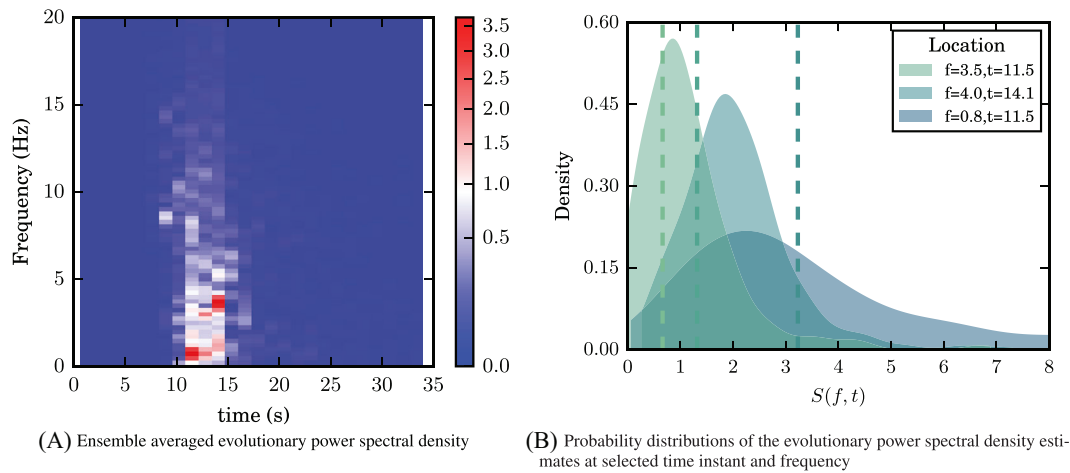 20
15
10
5
0
Frequency (Hz)
0 5 10 15 20 25 30 35
time (s)
3.5
3.0
2.5
2.0
1.5
1.0
0.5
0.0
(A) Ensemble averaged evolutionary power spectral density
0.60
0.45
0.30
0.15
0.00
Density
Location
f=3.5,t=11.5
f=4.0,t=14.1
f=0.8,t=11.5
0 1 2 3 4 5 6 7 8
S(f, t)
(B) Probability distributions of the evolutionary power spectral density esti-
mates at selected time instant and frequency